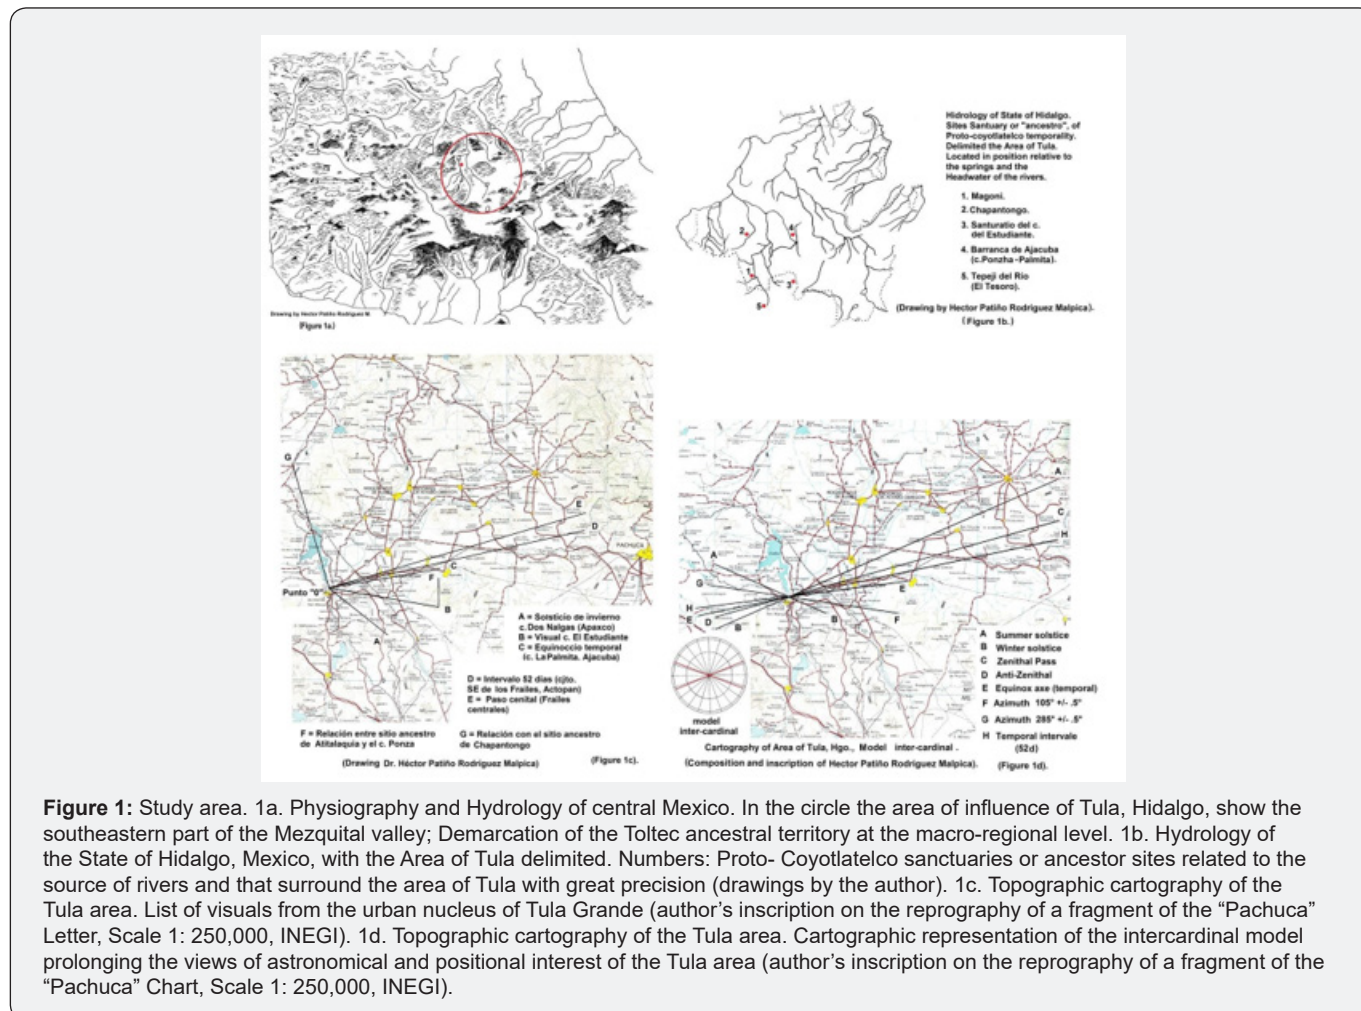 Drawing by Hector Patiño Rodriguez M.
(Figure 1a)
Hidrology of State of Hidalgo.
Sites Santuary or "ancestro", of
Proto-coyotlatelco temporality.
Delimited the Area of Tula.
Located in position relative to
the springs and the
Headwater of the rivers.
1. Magoni.
2. Chapantongo.
3. Santuratio del c.
del Estudiante.
4. Barranca de Ajacuba
(c.Ponzha -Palmita).
5. Tepeji del Rio
(El Tesoro).
2
4
1
3
5
(Drawing by Hector Patiño Rodriguez Malpica).
(Figure 1b.)
G
E
D
PACHUCA
C
F
Punto "0"
B
A
A = Solsticio de invierno
c. Dos Nalgas (Apaxco)
B = Visual c. El Estudiante
C = Equinoccio temporal
(c. La Palmita. Ajacuba)
D = Intervalo 52 dias (cjto.
SE de los Frailes, Actopan)
E = Paso cenital (Frailes
centrales)
F = Relación entre sitio ancestro
de Atitalaquia y el c. Ponza
G = Relación con el sitio ancestro
de Chapantongo
(Drawing Dr. Héctor Patiño Rodríguez Malpica)
(Figure 1c).
A
C
H
A
G
E
H
E
D
B
B
F
A Summer solstice
B Winter solstice
C Zenithal Pass
D Anti-Zenithal
E Equinox axe (temporal)
F Azimuth 105° +/- .5°
G Azimuth 285° +/- .5°
H Temporal intervale
(52d)
model
inter-cardinal
Cartography of Area of Tula, Hgo., Model inter-cardinal .
(Composition and inscription of Hector Patiño Rodriguez Malpica).
(Figure 1d).
Figure 1: Study area. 1a. Physiography and Hydrology of central Mexico. In the circle the area of influence of Tula, Hidalgo, show the
southeastern part of the Mezquital valley; Demarcation of the Toltec ancestral territory at the macro-regional level. 1b. Hydrology of
the State of Hidalgo, Mexico, with the Area of Tula delimited. Numbers: Proto- Coyotlatelco sanctuaries or ancestor sites related to the
source of rivers and that surround the area of Tula with great precision (drawings by the author). 1c. Topographic cartography of the
Tula area. List of visuals from the urban nucleus of Tula Grande (author’s inscription on the reprography of a fragment of the “Pachuca”
Letter, Scale 1: 250,000, INEGI). 1d. Topographic cartography of the Tula area. Cartographic representation of the intercardinal model
prolonging the views of astronomical and positional interest of the Tula area (author’s inscription on the reprography of a fragment of the
“Pachuca” Chart, Scale 1: 250,000, INEGI).